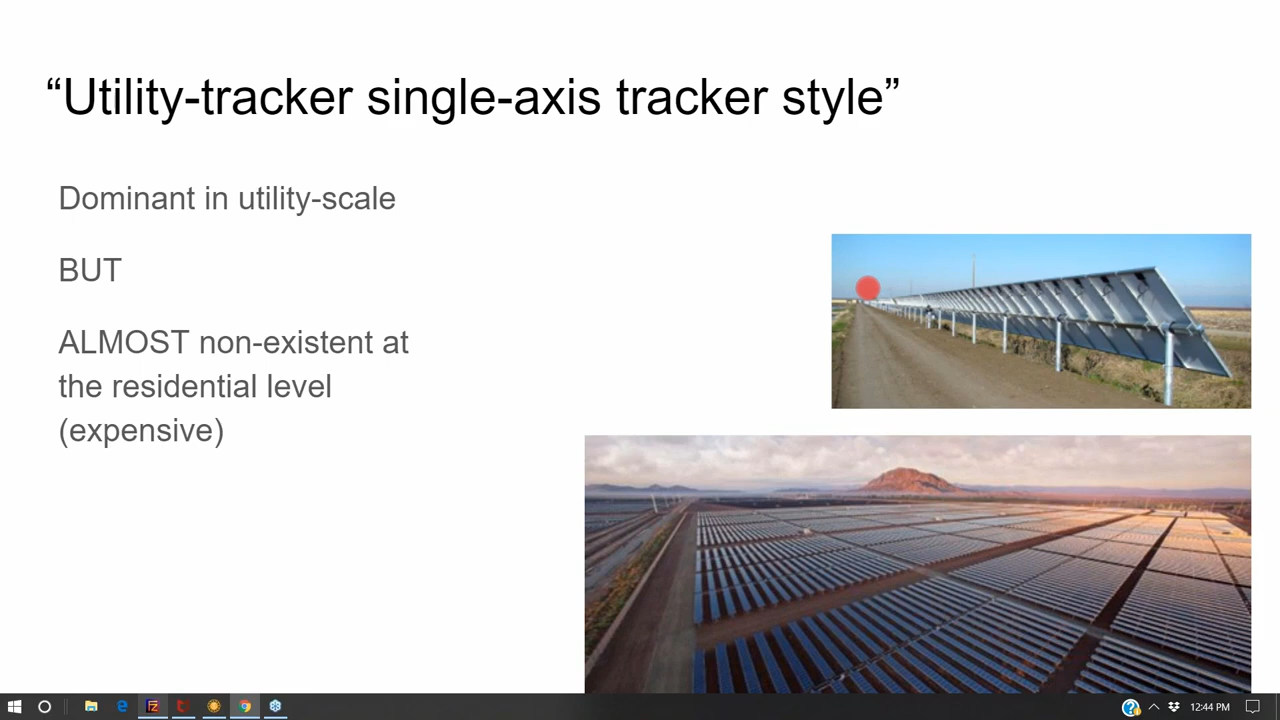 “Utility-tracker single-axis tracker style”
Dominant in utility-scale
BUT
ALMOST non-existent at
the residential level
(expensive)
12:44 PM